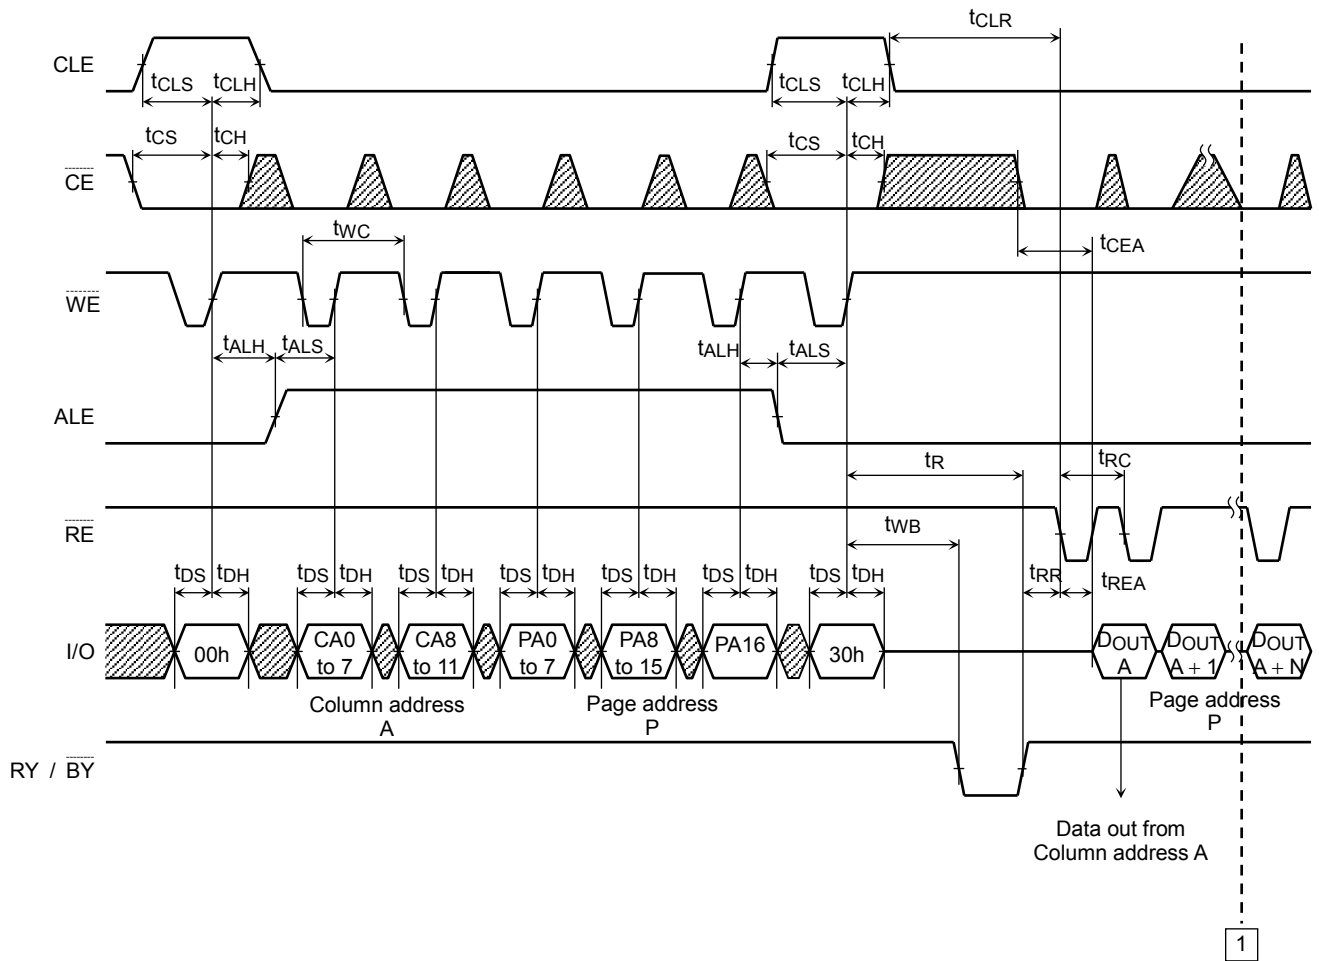 tCLR
CLE
tCLS tCLH tCLS tCLH
tCS tCH tCS tCH
CE
tWC
tCEA
WE
tALH tALS tALH tALS
ALE
tR tRC
RE
tWB
tDS tDH tDS tDH tDS tDH tDS tDH tDS tDH tDS tDH tDS tDH tRR tREA
I/O
00h
CA0
to 7
CA8
to 11
PA0
to 7
PA8
to 15
PA16
30h
DOUT
A
DOUT
A + 1
DOUT
A + N
Column address
A
Page address
P
Page address
P
RY / BY
Data out from
Column address A
1